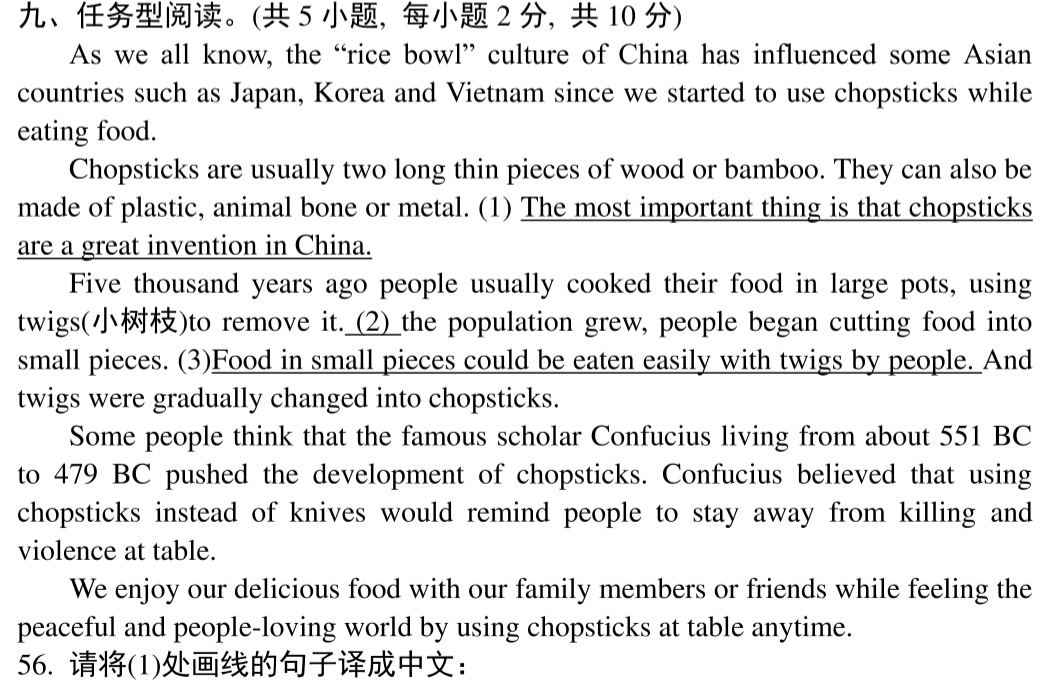 九、任务型阅读。(共 5 小题, 每小题 2 分, 共 10 分)
As we all know, the “rice bowl” culture of China has influenced some Asian
countries such as Japan, Korea and Vietnam since we started to use chopsticks while
eating food.
Chopsticks are usually two long thin pieces of wood or bamboo. They can also be
made of plastic, animal bone or metal. (1) The most important thing is that chopsticks
are a great invention in China.
Five thousand years ago people usually cooked their food in large pots, using
twigs(小树枝)to remove it. (2) the population grew, people began cutting food into
small pieces. (3)Food in small pieces could be eaten easily with twigs by people. And
twigs were gradually changed into chopsticks.
Some people think that the famous scholar Confucius living from about 551 BC
to 479 BC pushed the development of chopsticks. Confucius believed that using
chopsticks instead of knives would remind people to stay away from killing and
violence at table.
We enjoy our delicious food with our family members or friends while feeling the
peaceful and people-loving world by using chopsticks at table anytime.
56. 请将(1)处画线的句子译成中文：